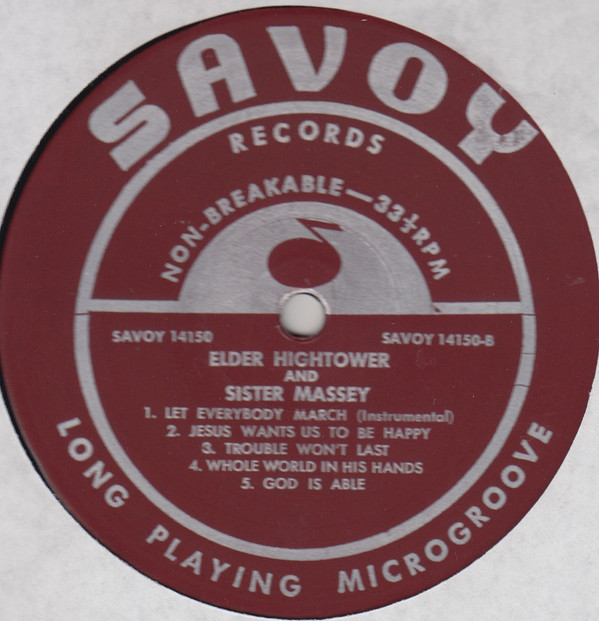 SAVOY
RECORDS
NON-BREAKABLE—33⅓RPM
SAVOY 14150
SAVOY 14150-B
ELDER HIGHTOWER
AND
SISTER MASSEY
1. LET EVERYBODY MARCH (Instrumental)
2. JESUS WANTS US TO BE HAPPY
3. TROUBLE WON'T LAST
4. WHOLE WORLD IN HIS HANDS
5. GOD IS ABLE
LONG PLAYING MICROGROOVE